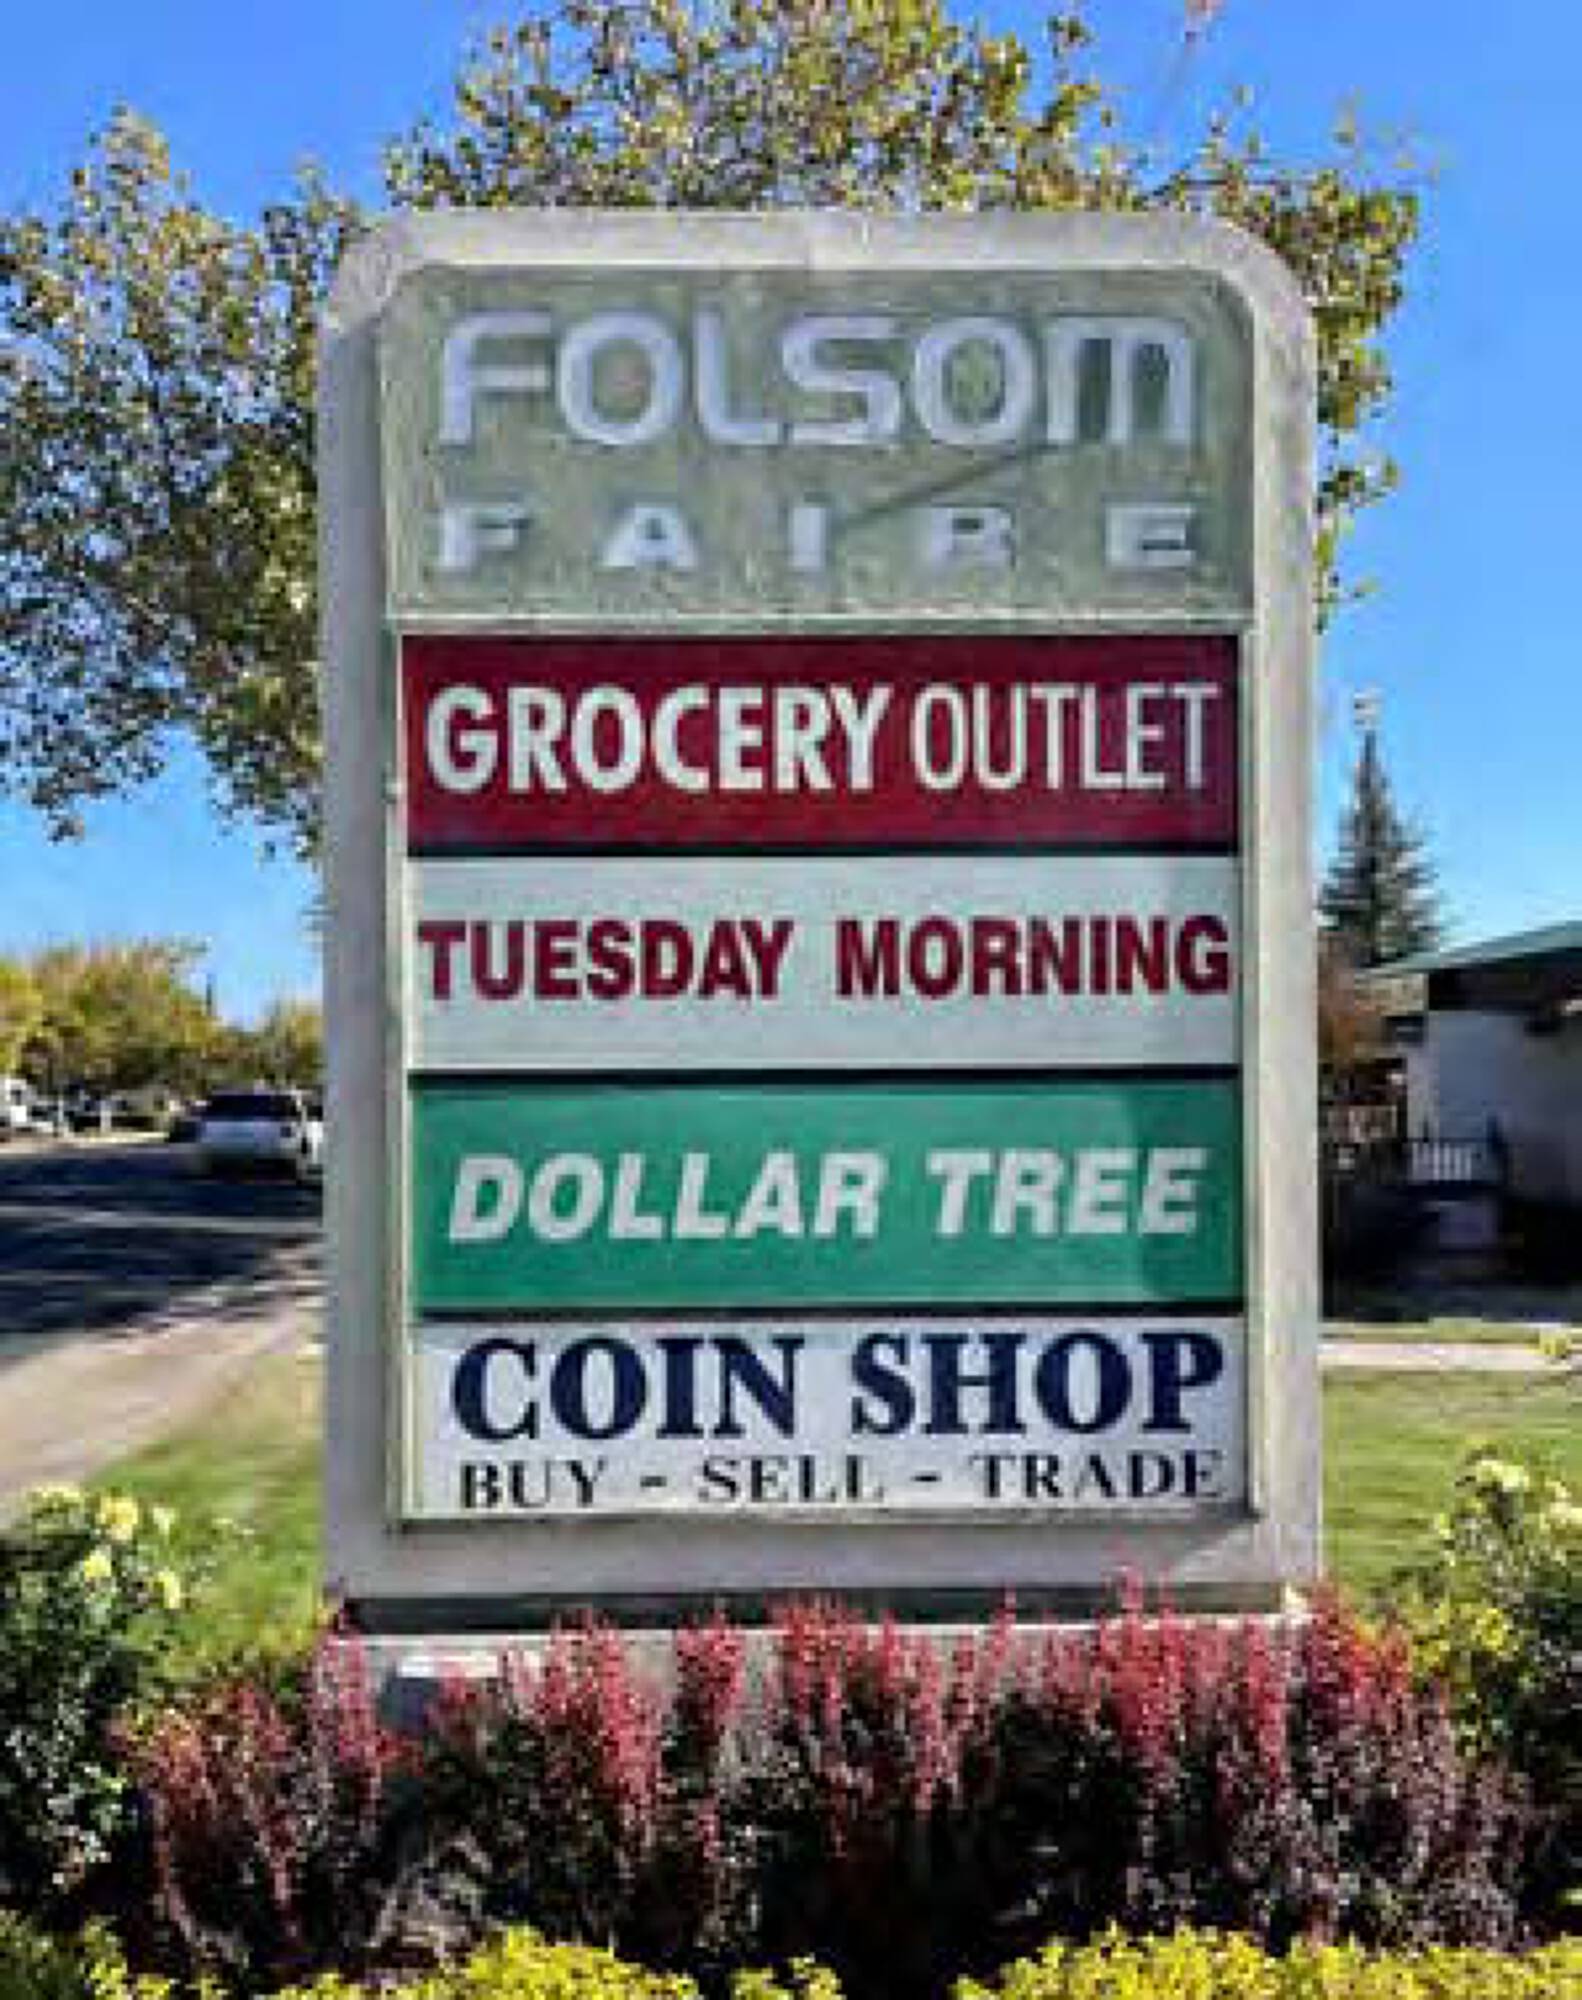 FOLSOM
FAIRE
GROCERY OUTLET
TUESDAY MORNING
DOLLAR TREE
COIN SHOP
BUY - SELL - TRADE